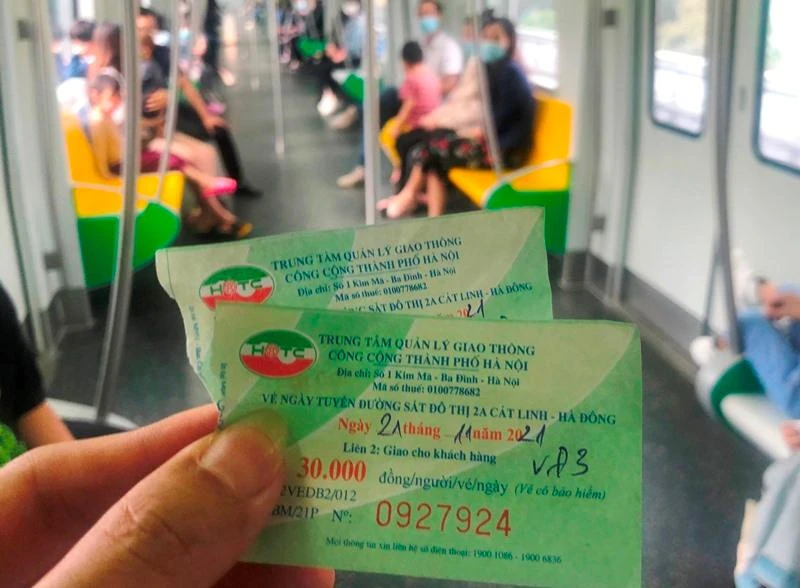 TRUNG TÂM QUẢN LÝ GIAO THÔNG
CÔNG CỘNG THÀNH PHỐ HÀ NỘI
Địa chỉ: Số 1 Kim Mã - Ba Đình - Hà Nội
Mã số thuế: 0100778682
SẮT ĐÔ THỊ 2A CÁT LINH - HÀ ĐÔNG
2021
TRUNG TÂM QUẢN LÝ GIAO THÔNG
CÔNG CỘNG THÀNH PHỐ HÀ NỘI
Địa chỉ: Số 1 Kim Mã - Ba Đình - Hà Nội
Mã số thuế: 0100778682
VÉ NGÀY TUYẾN ĐƯỜNG SẮT ĐÔ THỊ 2A CÁT LINH - HÀ ĐÔNG
Ngày 21 tháng 11 năm 2021
Liên 2: Giao cho khách hàng
30.000 đồng/người/vé/ngày (Vé có bảo hiểm)
2VEDB2/012
BM/21P Nº: 0927924
Mọi thông tin xin liên hệ số điện thoại: 1900 1086 - 1900 6836